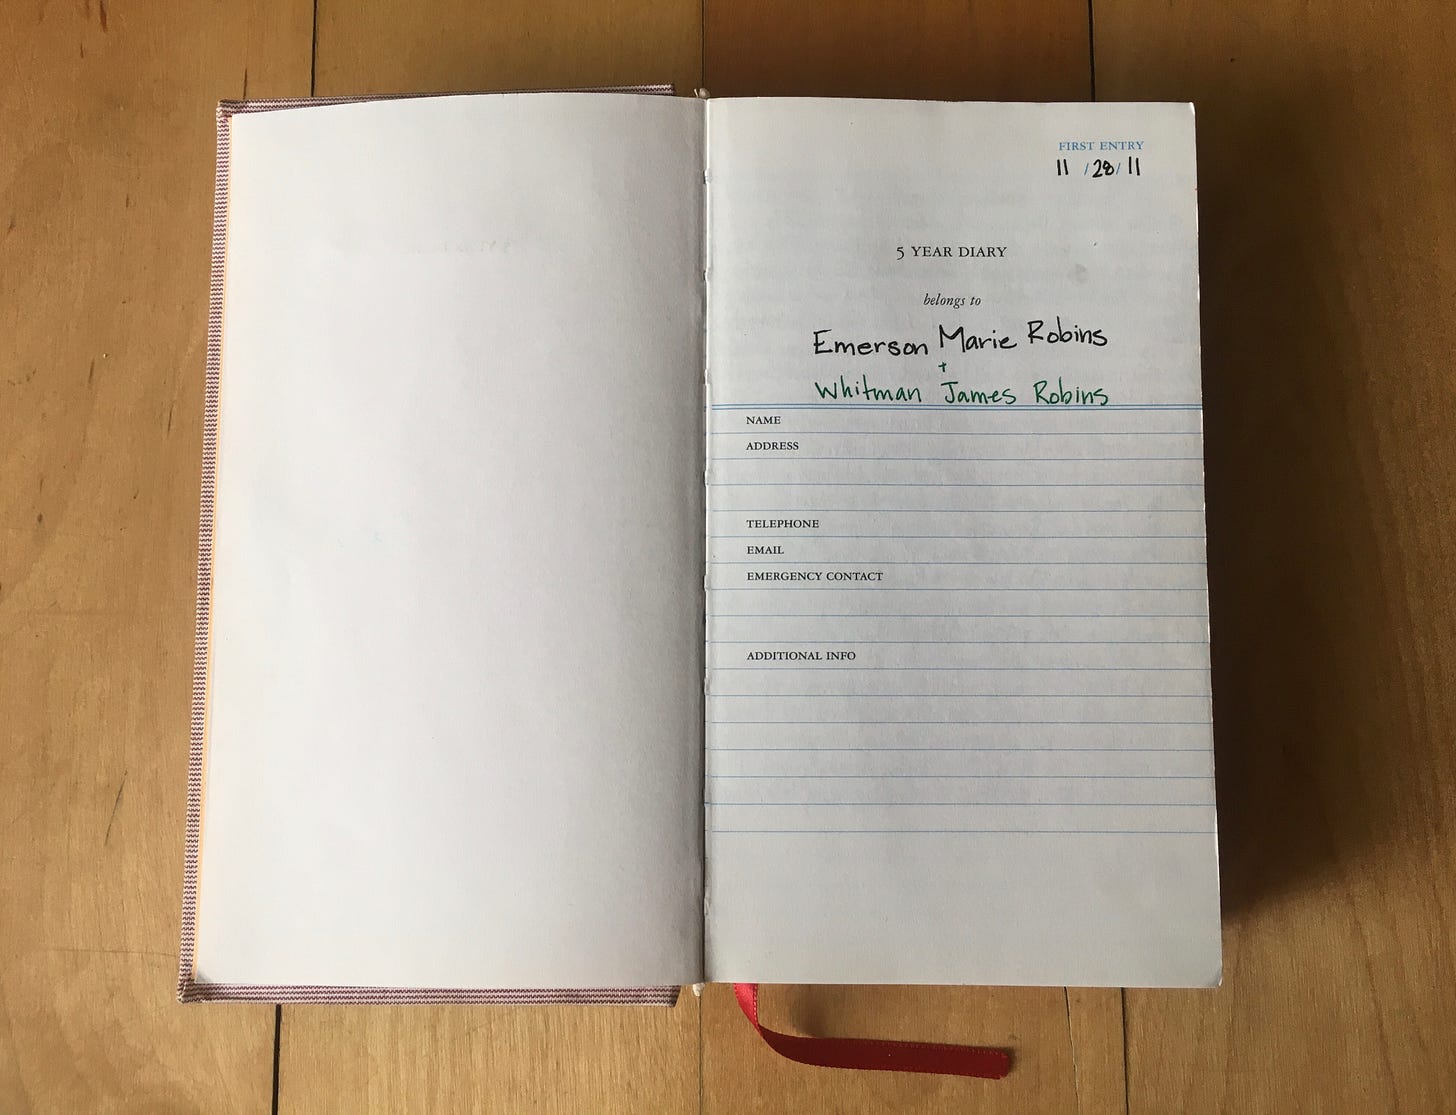 FIRST ENTRY
11 / 28 / 11
5 YEAR DIARY
belongs to
Emerson Marie Robins
+
Whitman James Robins
NAME
ADDRESS
TELEPHONE
EMAIL
EMERGENCY CONTACT
ADDITIONAL INFO